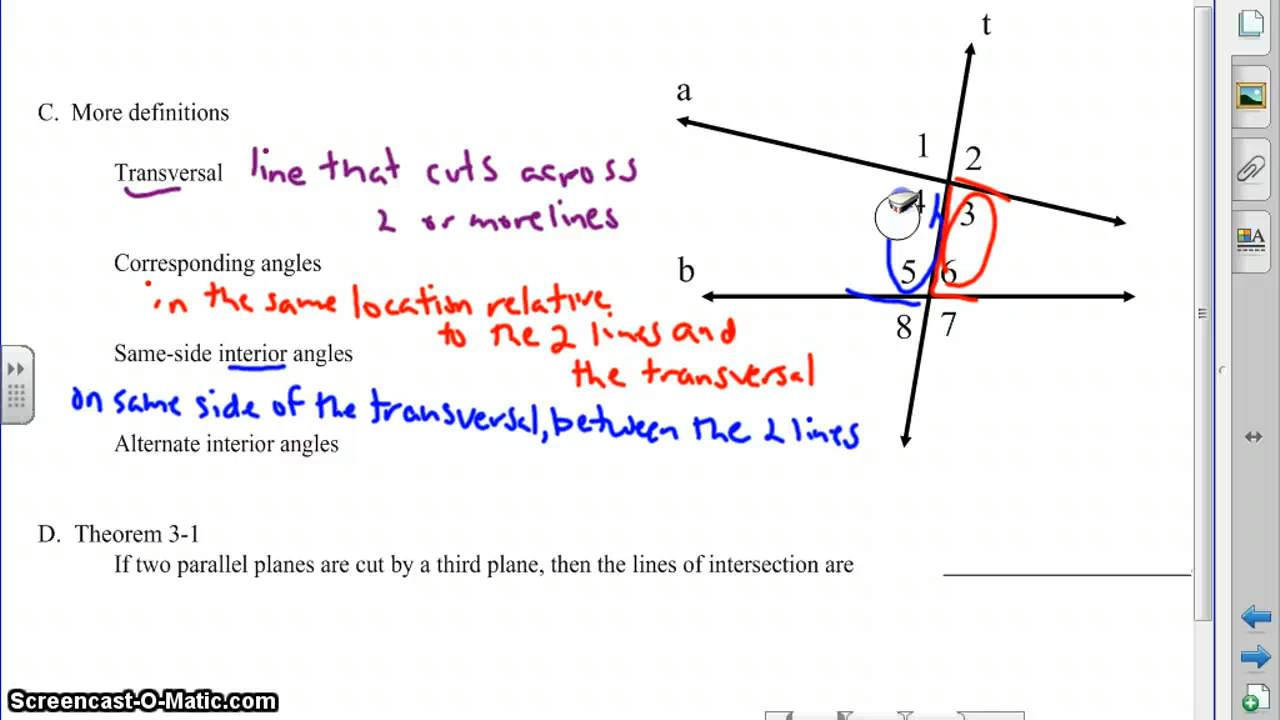 t
a
C. More definitions
1 2
Transversal line that cuts across
2 or more lines
4 3
Corresponding angles
b
5 6
in the same location relative
to the 2 lines and
8 7
Same-side interior angles
the transversal
on same side of the transversal, between the 2 lines
Alternate interior angles
D. Theorem 3-1
If two parallel planes are cut by a third plane, then the lines of intersection are
Screencast-O-Matic.com